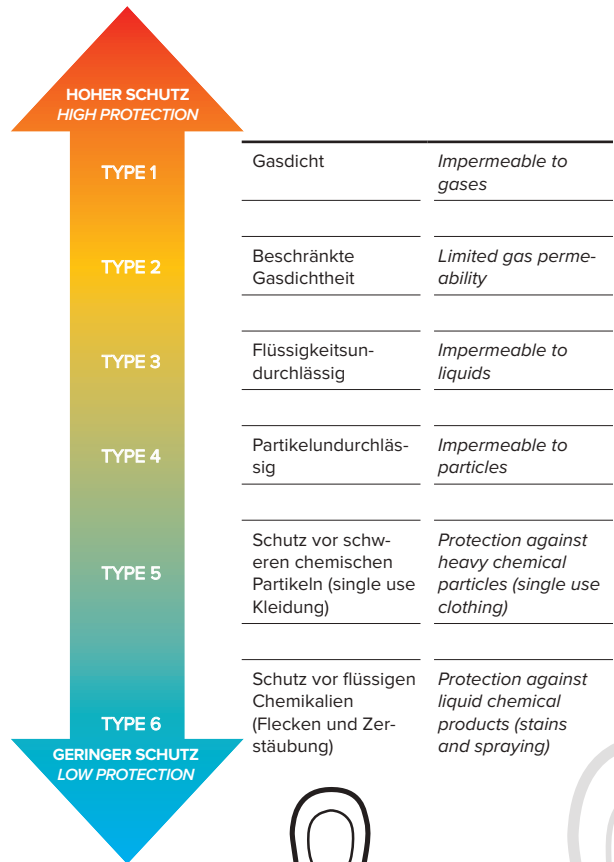 HOHER SCHUTZ
HIGH PROTECTION
TYPE 1
Gasdicht
Impermeable to
gases
TYPE 2
Beschränkte
Gasdichtheit
Limited gas perme-
ability
TYPE 3
Flüssigkeitsun-
durchlässig
Impermeable to
liquids
TYPE 4
Partikelundurchläs-
sig
Impermeable to
particles
TYPE 5
Schutz vor schw-
eren chemischen
Partikeln (single use
Kleidung)
Protection against
heavy chemical
particles (single use
clothing)
TYPE 6
Schutz vor flüssigen
Chemikalien
(Flecken und Zer-
stäubung)
Protection against
liquid chemical
products (stains
and spraying)
GERINGER SCHUTZ
LOW PROTECTION